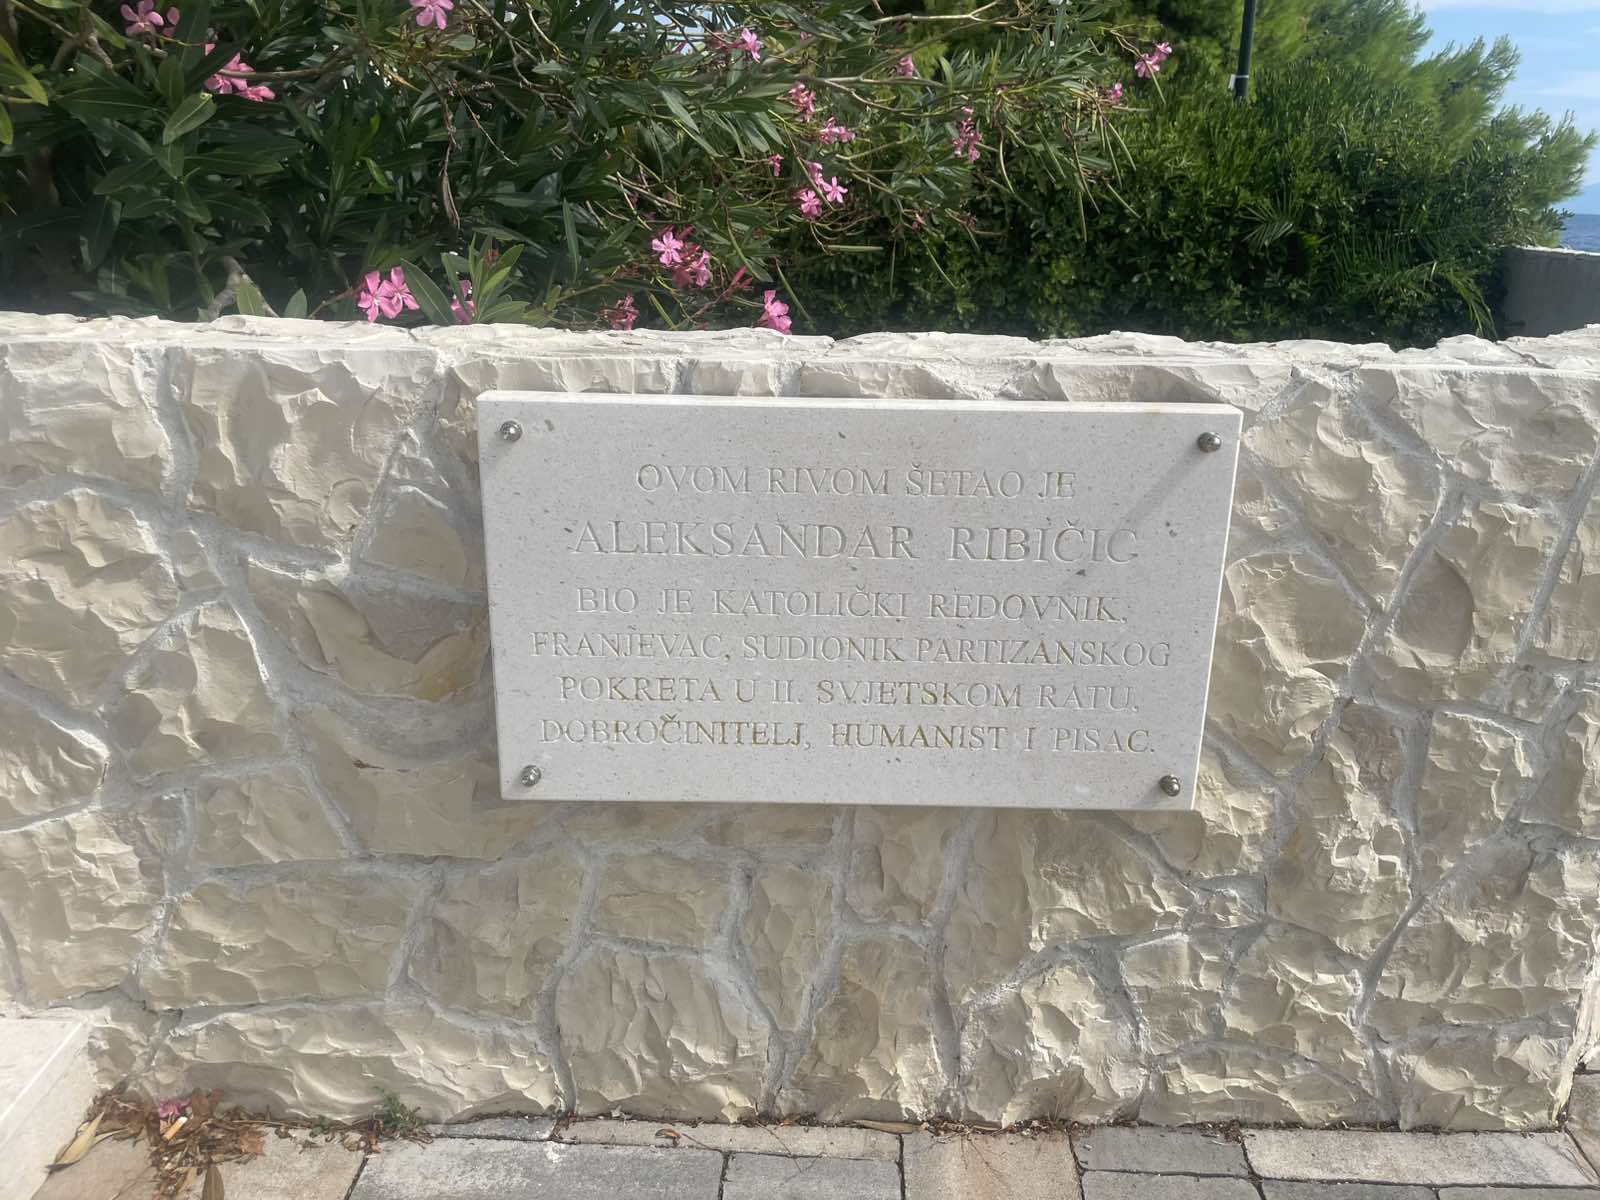 OVOM RIVOM ŠETAO JE
ALEKSANDAR RIBIČIĆ
BIO JE KATOLIČKI REDOVNIK,
FRANJEVAC, SUDIONIK PARTIZANSKOG
POKRETA U II. SVJETSKOM RATU,
DOBROČINITELJ, HUMANIST I PISAC.